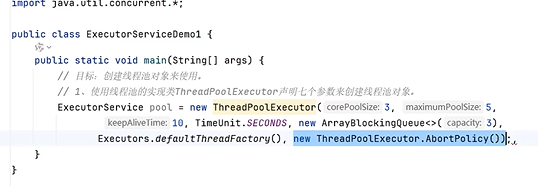 import java.util.concurrent.*;
public class ExecutorServiceDemo1 {
public static void main(String[] args) {
// 目标：创建线程池对象来使用。
// 1、使用线程池的实现类ThreadPoolExecutor声明七个参数来创建线程池对象。
ExecutorService pool = new ThreadPoolExecutor( corePoolSize: 3, maximumPoolSize: 5,
keepAliveTime: 10, TimeUnit.SECONDS, new ArrayBlockingQueue<>( capacity: 3),
Executors.defaultThreadFactory(), new ThreadPoolExecutor.AbortPolicy());
}
}